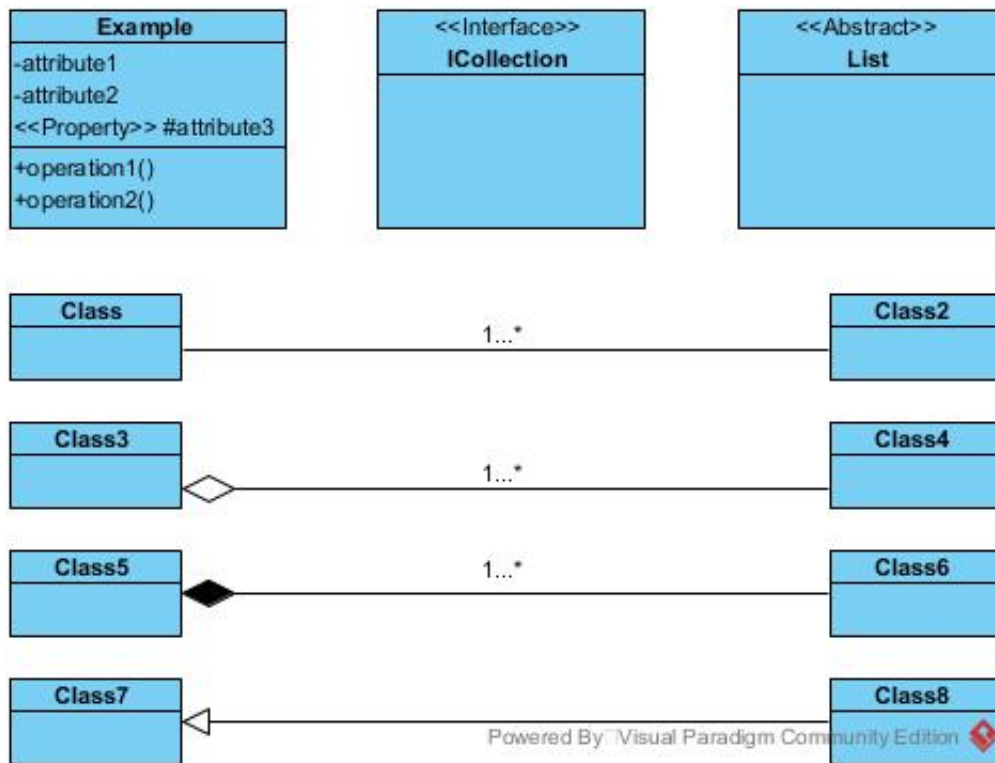 Example
-attribute1
-attribute2
<<Property>> #attribute3
+operation1()
+operation2()
<<Interface>>
ICollection
<<Abstract>>
List
Class
1...*
Class2
Class3
1...*
Class4
Class5
1...*
Class6
Class7
Class8
Powered By Visual Paradigm Community Edition